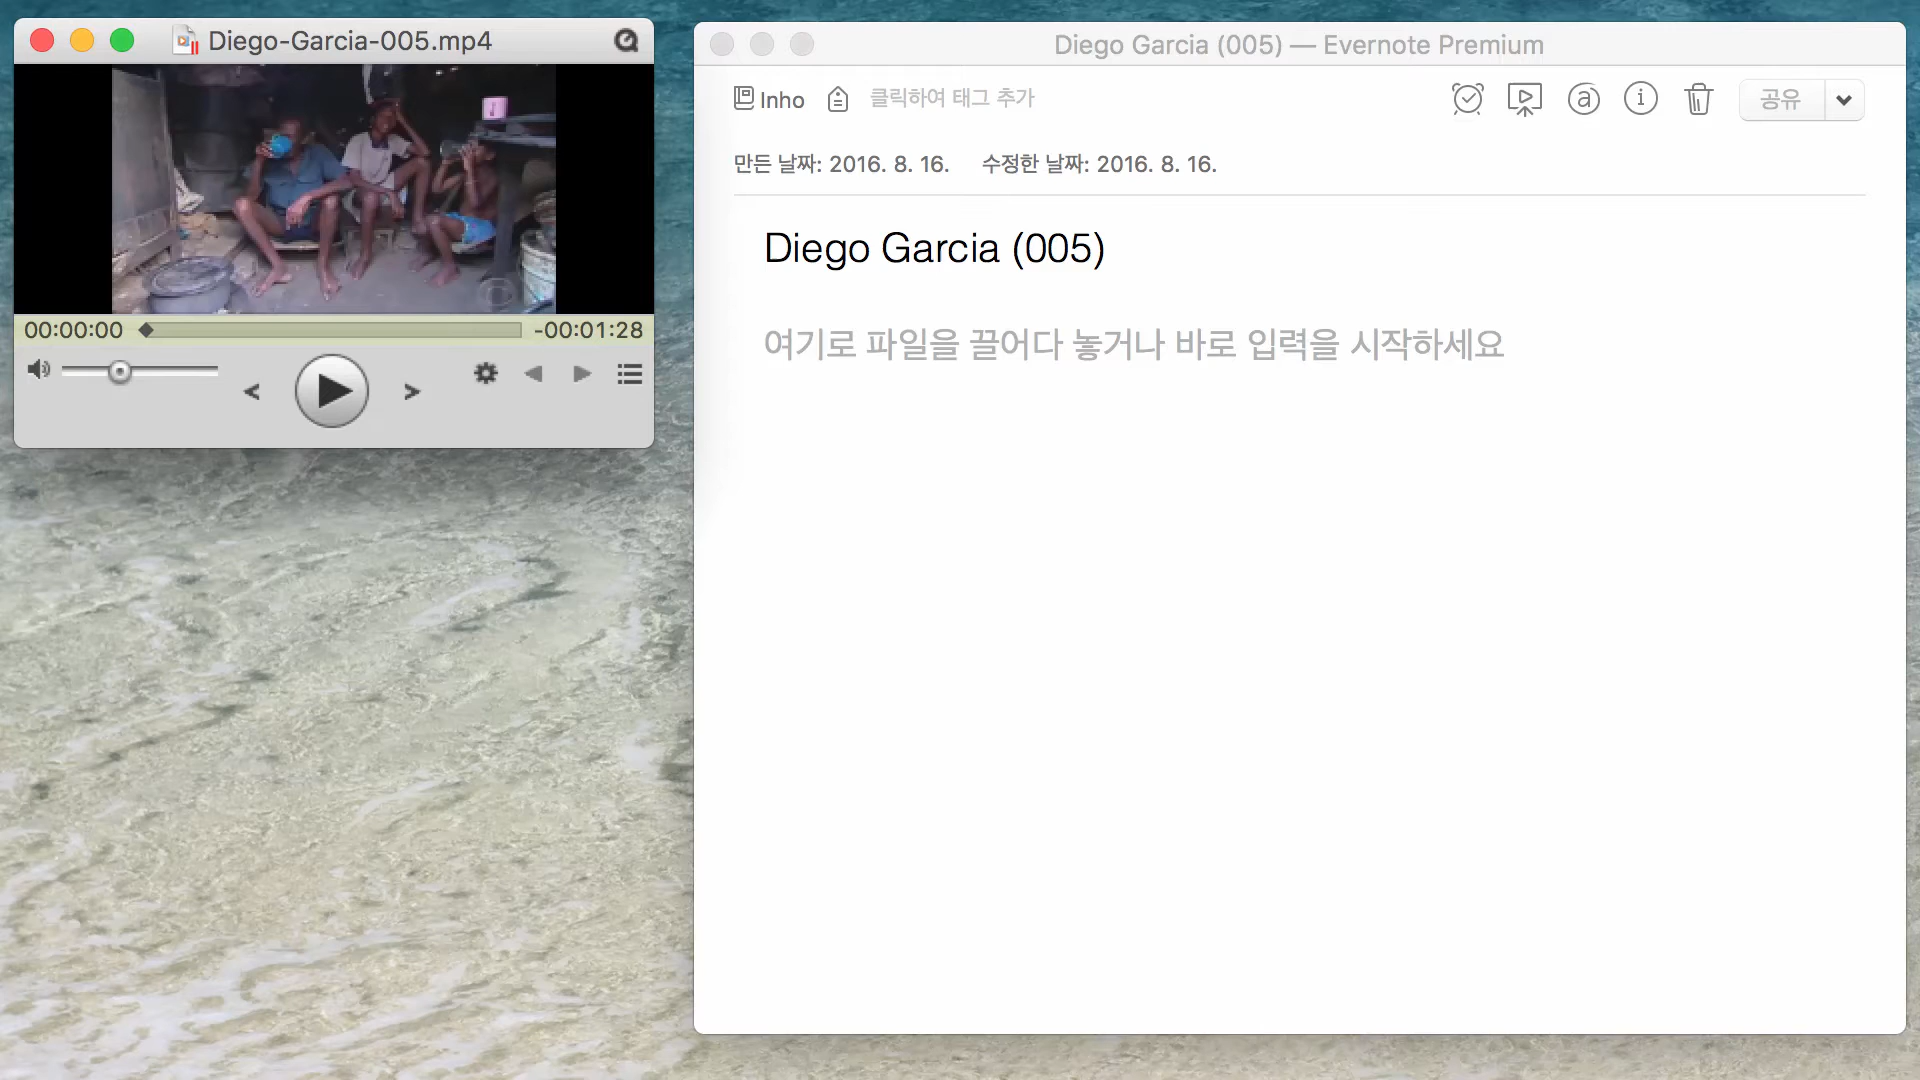 Diego-Garcia-005.mp4
00:00:00
-00:01:28
Diego Garcia (005) — Evernote Premium
Inho
클릭하여 태그 추가
공유
만든 날짜: 2016. 8. 16.
수정한 날짜: 2016. 8. 16.
Diego Garcia (005)
여기로 파일을 끌어다 놓거나 바로 입력을 시작하세요